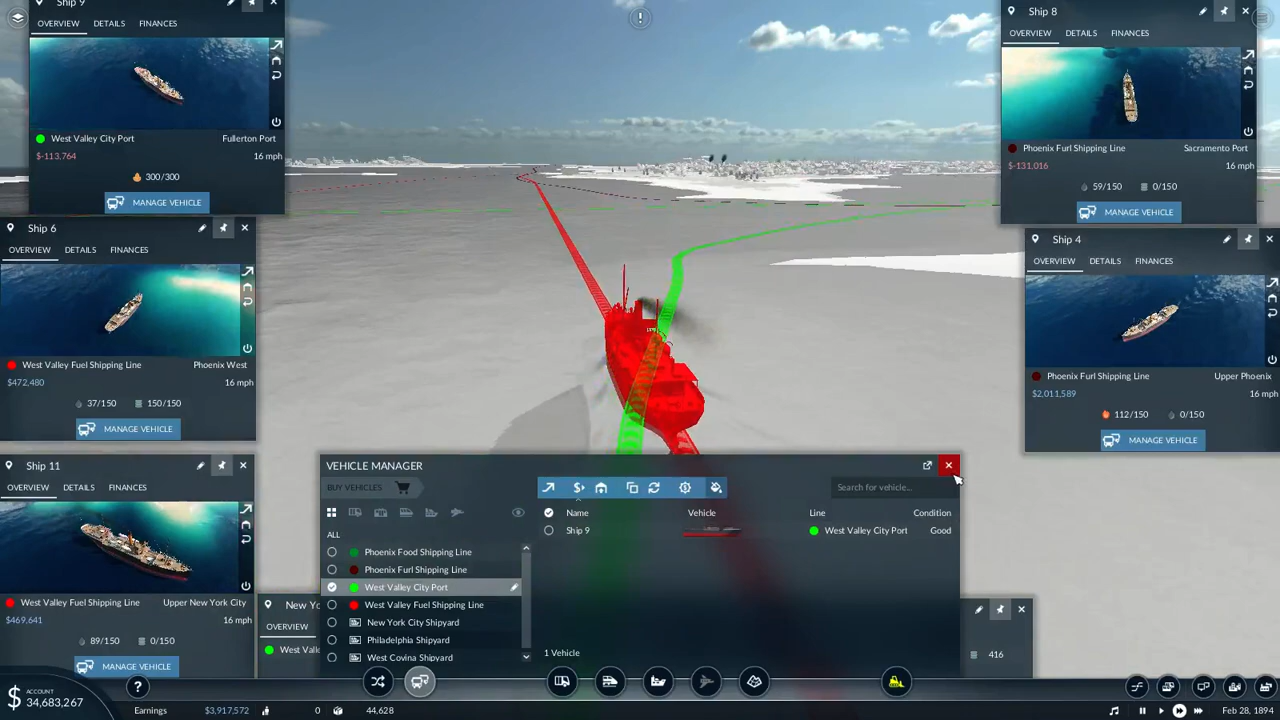 Ship 9
OVERVIEW DETAILS FINANCES
West Valley City Port Fullerton Port
$-113,764 16 mph
300/300
MANAGE VEHICLE
Ship 6
OVERVIEW DETAILS FINANCES
West Valley Fuel Shipping Line Phoenix West
$472,480 16 mph
37/150 150/150
MANAGE VEHICLE
Ship 11
OVERVIEW DETAILS FINANCES
West Valley Fuel Shipping Line Upper New York City
$469,641 16 mph
89/150 0/150
MANAGE VEHICLE
Ship 8
OVERVIEW DETAILS FINANCES
Phoenix Furl Shipping Line Sacramento Port
$-131,016 16 mph
59/150 0/150
MANAGE VEHICLE
Ship 4
OVERVIEW DETAILS FINANCES
Phoenix Furl Shipping Line Upper Phoenix
$2,011,589 16 mph
112/150 0/150
MANAGE VEHICLE
New Yo
OVERVIEW
West Valle
416
VEHICLE MANAGER
BUY VEHICLES
Search for vehicle...
Name Vehicle Line Condition
Ship 9 West Valley City Port Good
ALL
Phoenix Food Shipping Line
Phoenix Furl Shipping Line
West Valley City Port
West Valley Fuel Shipping Line
New York City Shipyard
Philadelphia Shipyard
West Covina Shipyard
1 Vehicle
$ ACCOUNT
34,683,267
?
Earnings $3,917,572 0 44,628 Feb 28, 1894